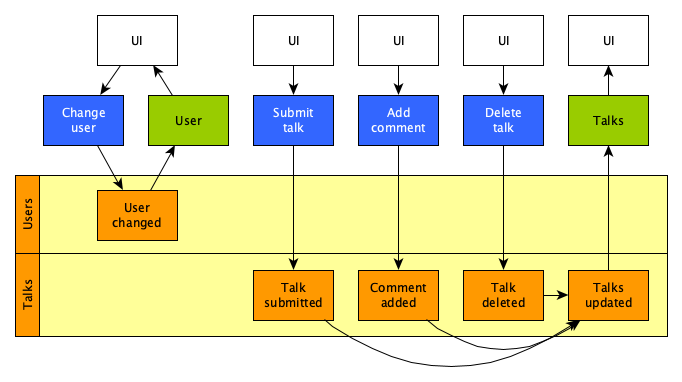 UI
UI
UI
UI
UI
Change
user
User
Submit
talk
Add
comment
Delete
talk
Talks
Users
User
changed
Talks
Talk
submitted
Comment
added
Talk
deleted
Talks
updated